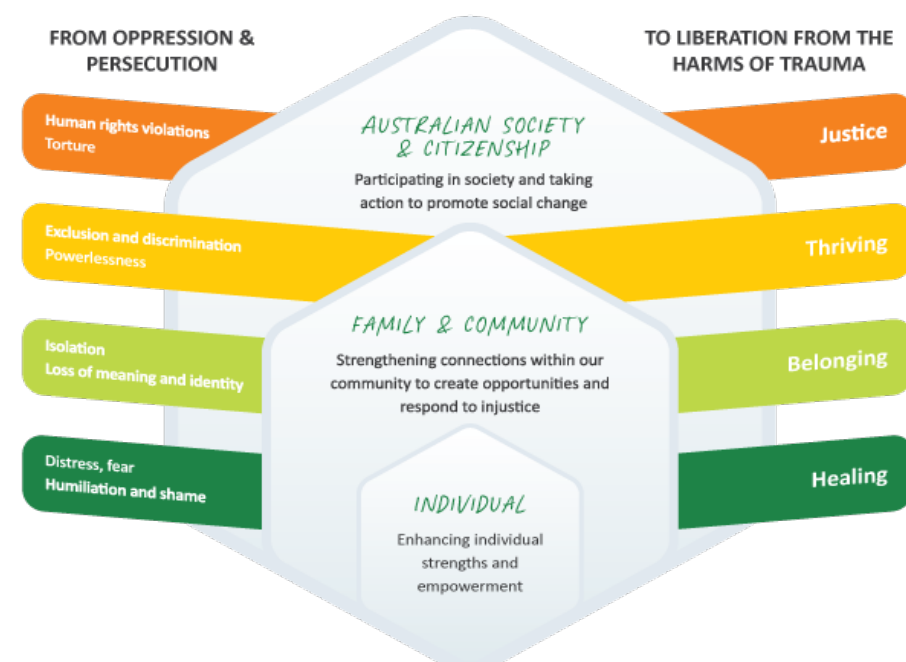 FROM OPPRESSION &
PERSECUTION
TO LIBERATION FROM THE
HARMS OF TRAUMA
Human rights violations
Torture
AUSTRALIAN SOCIETY
& CITIZENSHIP
Participating in society and taking
action to promote social change
Justice
Exclusion and discrimination
Powerlessness
Thriving
FAMILY & COMMUNITY
Strengthening connections within our
community to create opportunities and
respond to injustice
Isolation
Loss of meaning and identity
Belonging
Distress, fear
Humiliation and shame
INDIVIDUAL
Enhancing individual
strengths and
empowerment
Healing